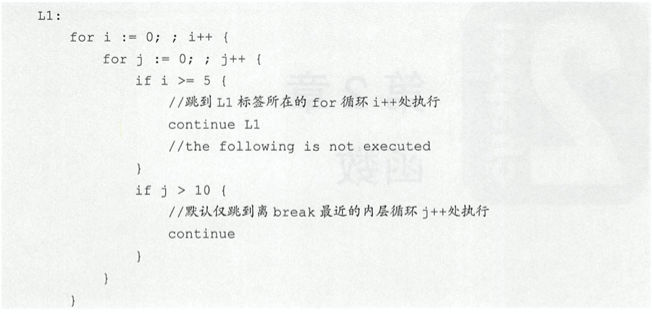 L1:
    for i := 0; ; i++ {
        for j := 0; ; j++ {
            if i >= 5 {
                //跳到 L1 标签所在的 for 循环 i++处执行
                continue L1
                //the following is not executed
            }
            if j > 10 {
                //默认仅跳到离 break 最近的内层循环 j++处执行
                continue
            }
        }
    }